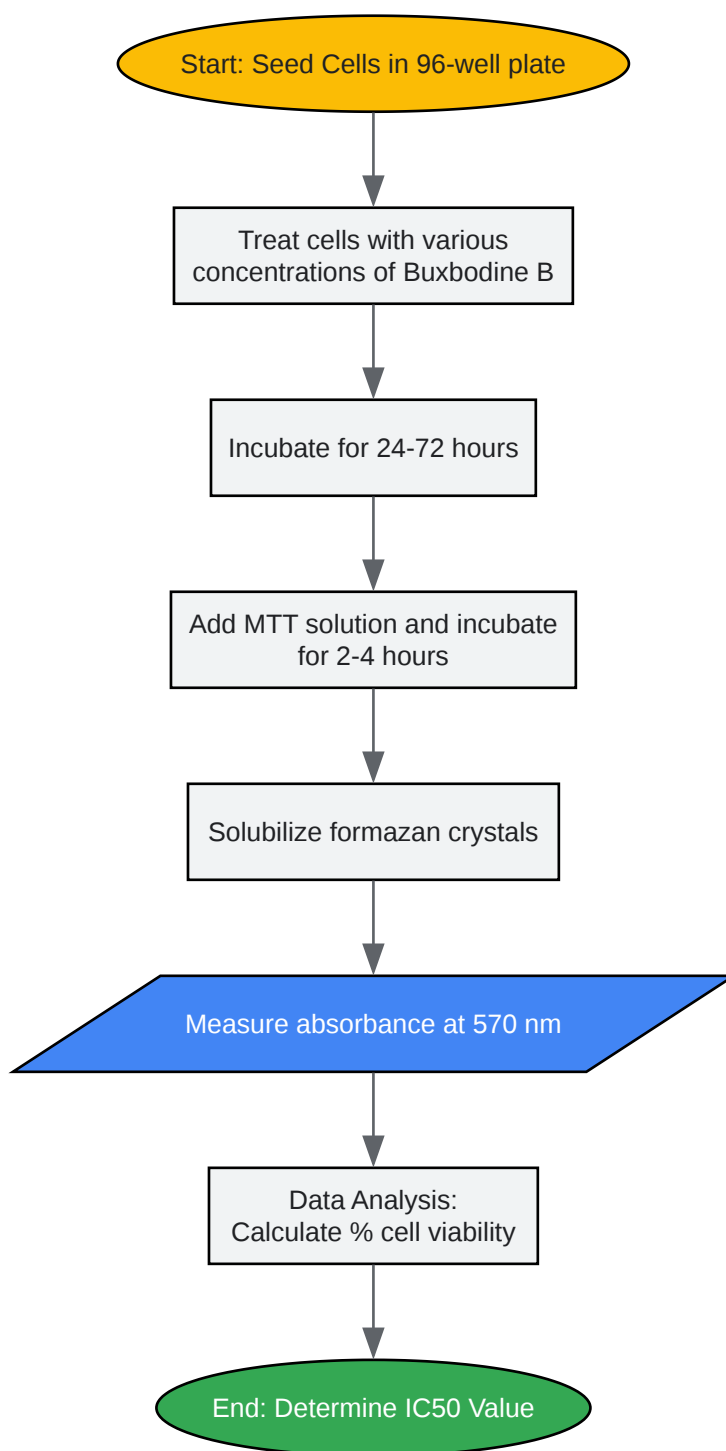 Start: Seed Cells in 96-well plate
Treat cells with various
concentrations of Buxbodine B
Incubate for 24-72 hours
Add MTT solution and incubate
for 2-4 hours
Solubilize formazan crystals
Measure absorbance at 570 nm
Data Analysis:
Calculate % cell viability
End: Determine IC50 Value